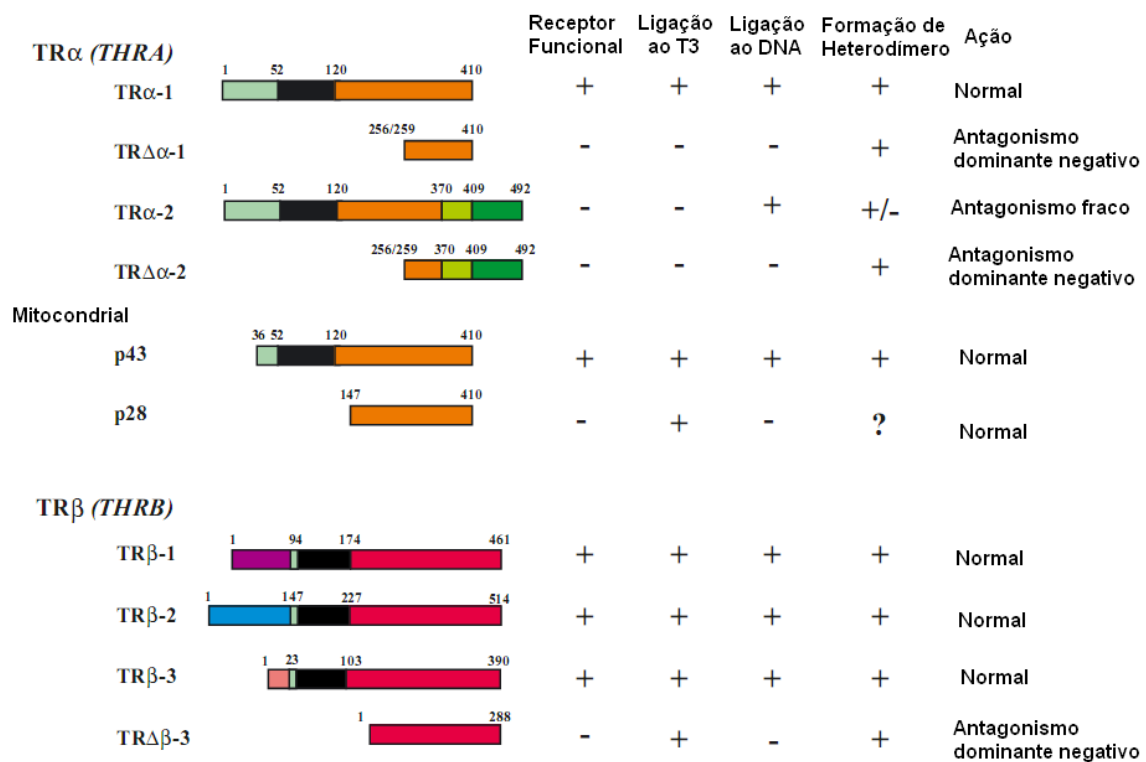 Receptor Funcional Ligação ao T3 Ligação ao DNA Formação de Heterodímero Ação
TRα (THRA)
1 52 120 410
TRα-1 + + + + Normal
256/259 410
TRΔα-1 - - - + Antagonismo dominante negativo
1 52 120 370 409 492
TRα-2 - - + +/- Antagonismo fraco
256/259 370 409 492
TRΔα-2 - - - + Antagonismo dominante negativo
Mitocondrial
36 52 120 410
p43 + + + + Normal
147 410
p28 - + - ? Normal
TRβ (THRB)
1 94 174 461
TRβ-1 + + + + Normal
1 147 227 514
TRβ-2 + + + + Normal
1 23 103 390
TRβ-3 + + + + Normal
1 288
TRΔβ-3 - + - + Antagonismo dominante negativo